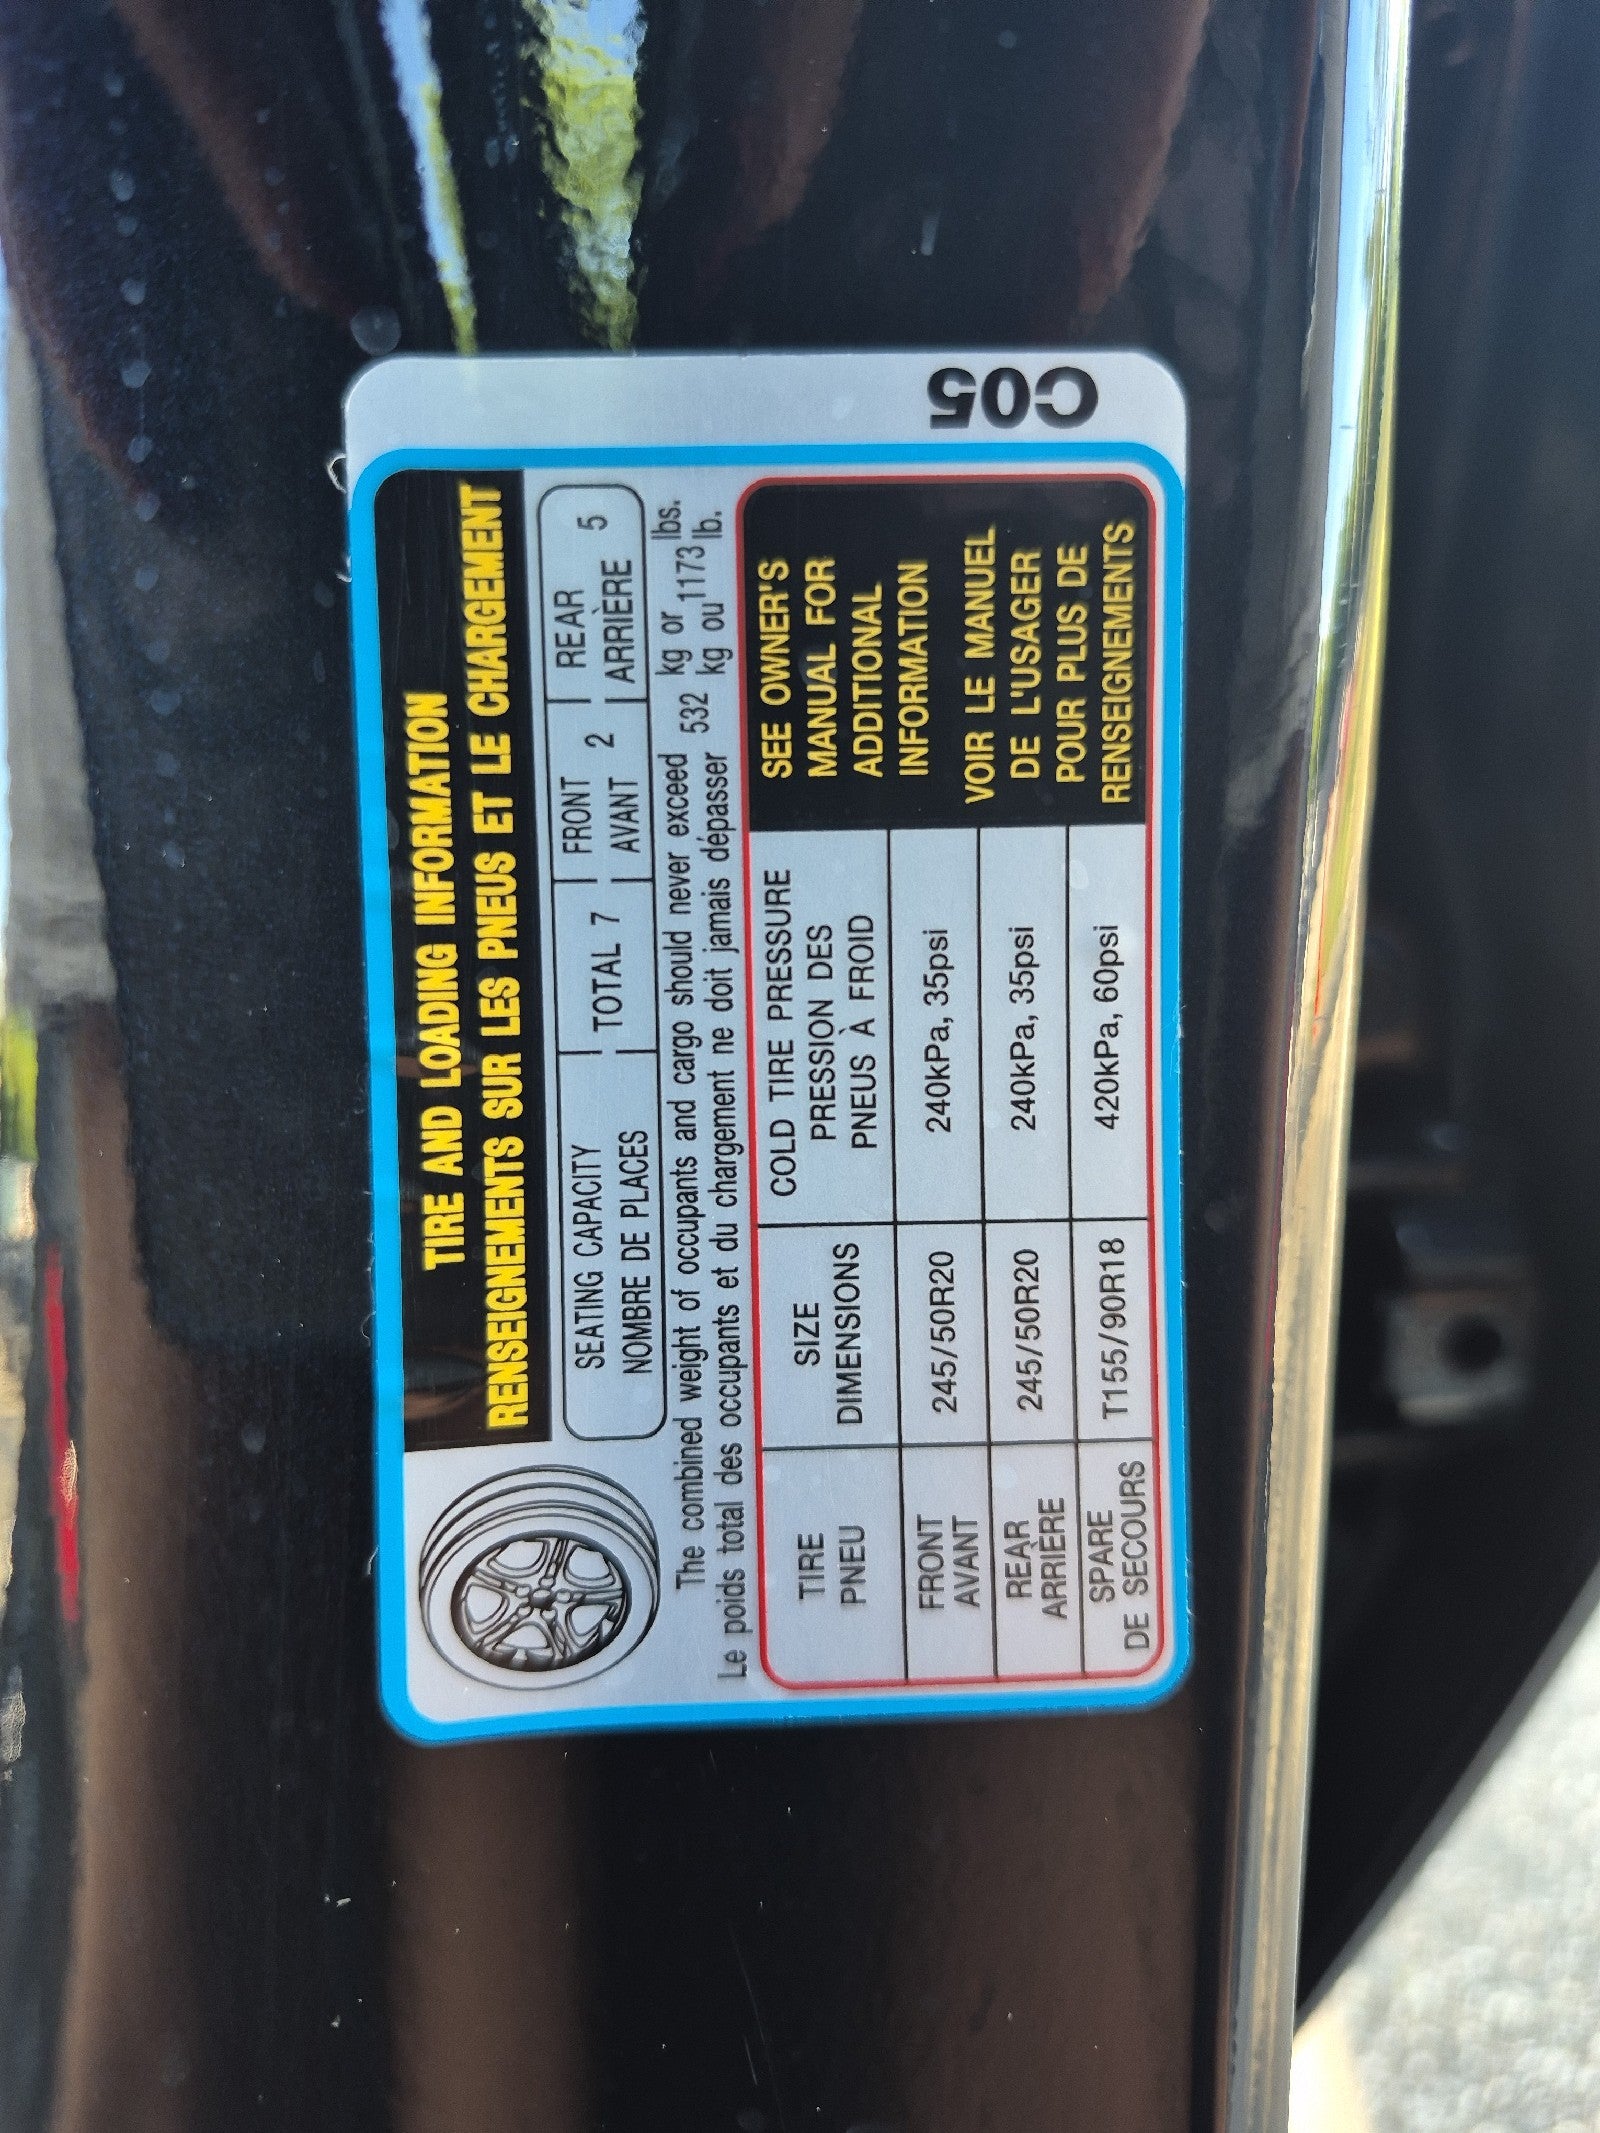 TIRE AND LOADING INFORMATION
RENSEIGNEMENTS SUR LES PNEUS ET LE CHARGEMENT
SEATING CAPACITY
NOMBRE DE PLACES
TOTAL 7
FRONT
AVANT
2
REAR
ARRIÈRE
5
The combined weight of occupants and cargo should never exceed 532 kg or 1173 lbs.
Le poids total des occupants et du chargement ne doit jamais dépasser kg ou lb.
TIRE
PNEU
SIZE
DIMENSIONS
COLD TIRE PRESSURE
PRESSION DES
PNEUS À FROID
FRONT
AVANT
245/50R20
240kPa, 35psi
REAR
ARRIÈRE
245/50R20
240kPa, 35psi
SPARE
DE SECOURS
T155/90R18
420kPa, 60psi
SEE OWNER'S
MANUAL FOR
ADDITIONAL
INFORMATION
VOIR LE MANUEL
DE L'USAGER
POUR PLUS DE
RENSEIGNEMENTS
C05